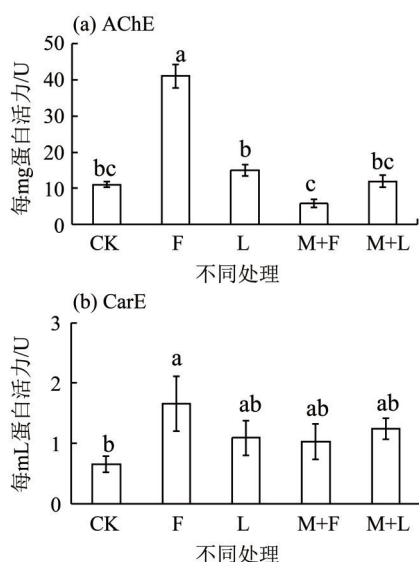 (a) AChE
每mg蛋白活力/U
50
40
30
20
10
0
bc
a
b
c
bc
CK F L M+F M+L
不同处理
(b) CarE
每mL蛋白活力/U
3
2
1
0
b
a
ab
ab
ab
CK F L M+F M+L
不同处理